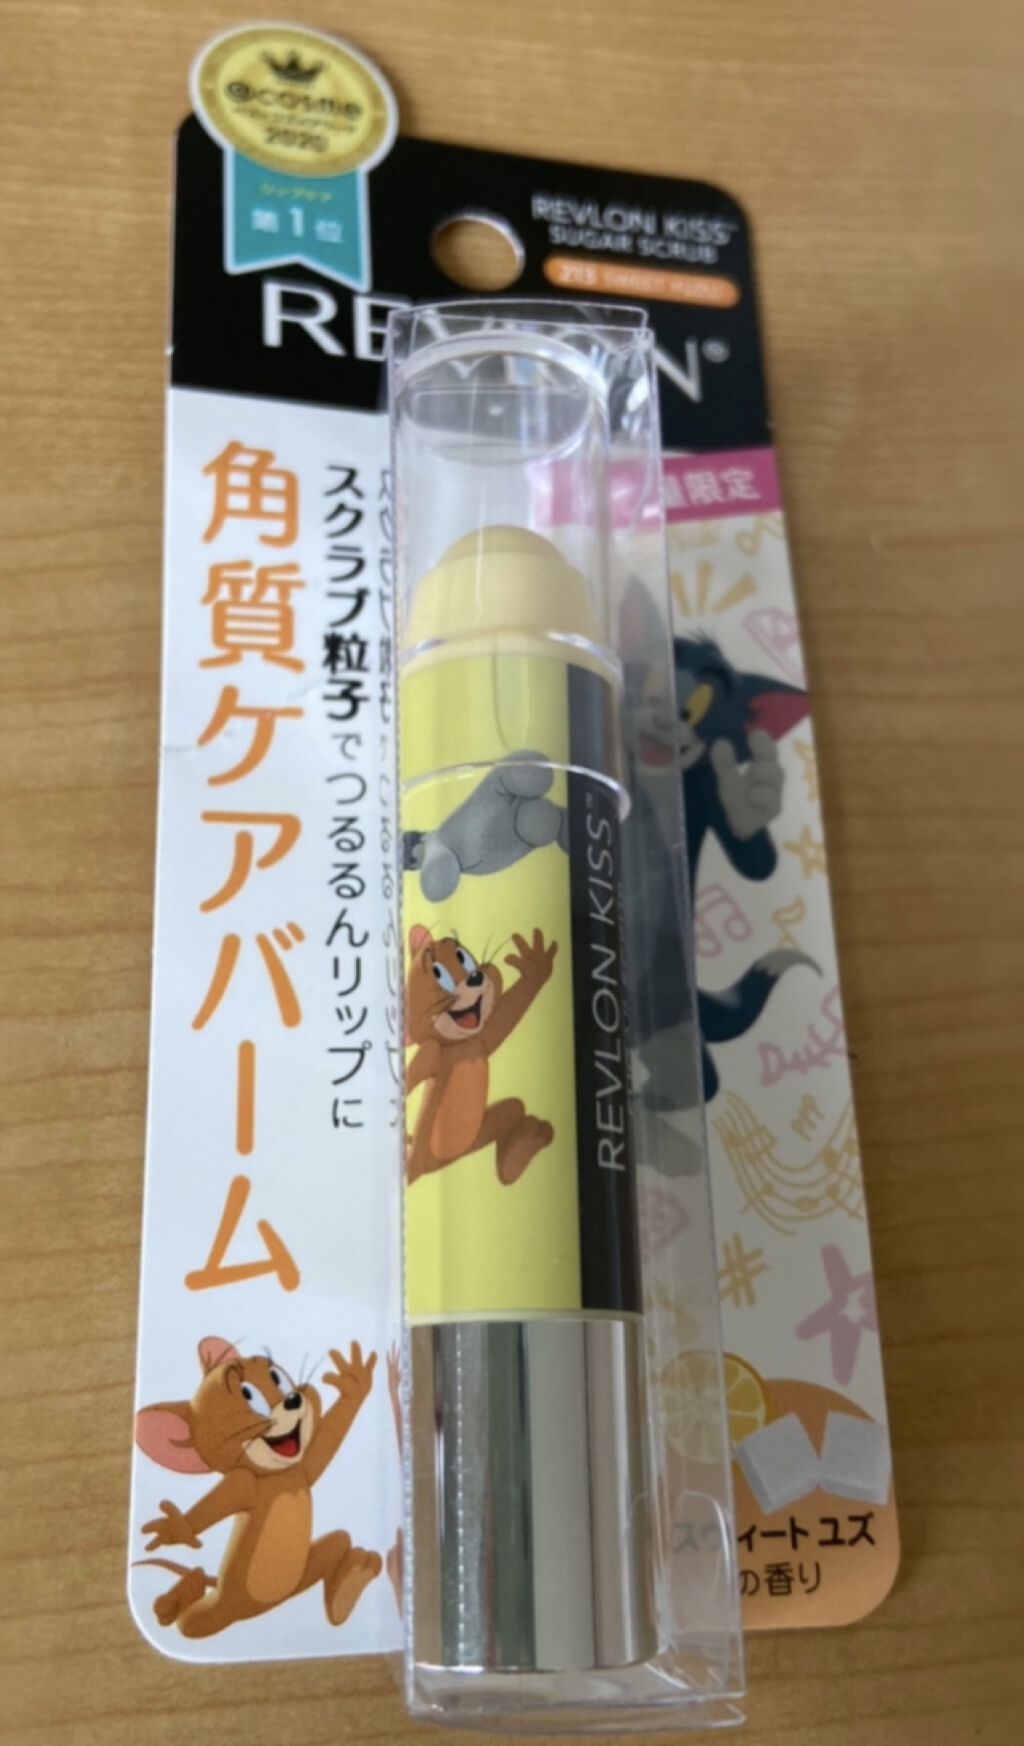 @cosme
2020
リップケア
第1位
REVLON KISS™
SUGAR SCRUB
REVLON®
量限定
角質ケアバーム
スクラブ粒子でつるるんリップに
REVLON KISS™
スウィート ユズ
の香り